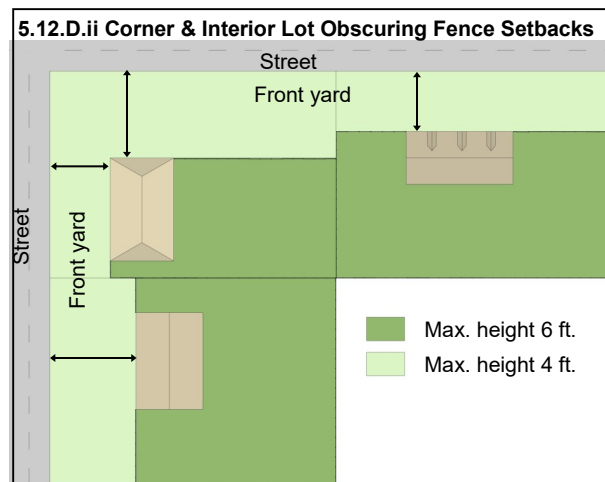 5.12.D.ii Corner & Interior Lot Obscuring Fence Setbacks
Street
Front yard
Street
Front yard
Max. height 6 ft.
Max. height 4 ft.